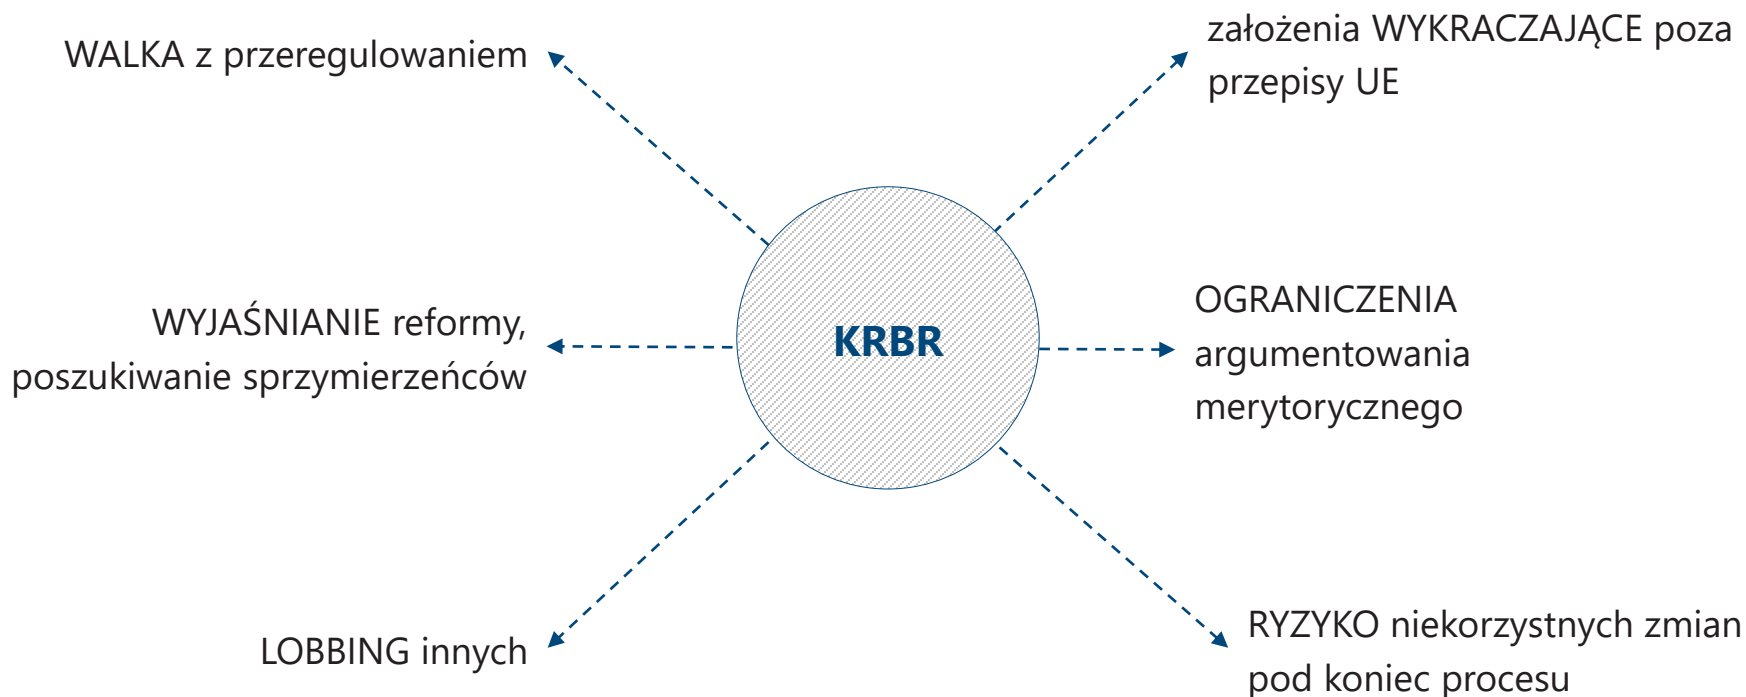 WALKA z przeregulowaniem
założenia WYKRACZAJĄCE poza
przepisy UE
WYJAŚNIANIE reformy,
poszukiwanie sprzymierzeńców
KRBR
OGRANICZENIA
argumentowania
merytorycznego
LOBBING innych
RYZYKO niekorzystnych zmian
pod koniec procesu